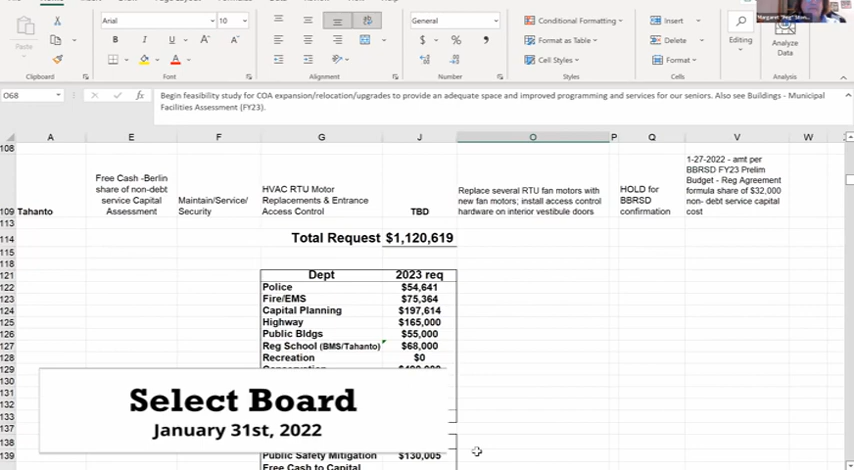 Arial
10
General
Conditional Formatting
Insert
Paste
B I U
A A
$ % 9
Format as Table
Delete
Editing
Analyze
Data
Cell Styles
Format
Clipboard
Font
Alignment
Number
Styles
Cells
Analysis
O68
fx
Begin feasibility study for COA expansion/relocation/upgrades to provide an adequate space and improved programming and services for our seniors. Also see Buildings - Municipal
Facilities Assessment (FY23).
A E F G J O P Q V W
108
109 Tahanto
Free Cash -Berlin
share of non-debt
service Capital
Assessment
Maintain/Service/
Security
HVAC RTU Motor
Replacements & Entrance
Access Control
TBD
Replace several RTU fan motors with
new fan motors; install access control
hardware on interior vestibule doors
HOLD for
BBRSD
confirmation
1-27-2022 - amt per
BBRSD FY23 Prelim
Budget - Reg Agreement
formula share of $32,000
non- debt service capital
cost
113
114 Total Request $1,120,619
115
118
121 Dept 2023 req
122 Police $54,641
123 Fire/EMS $75,364
124 Capital Planning $197,614
125 Highway $165,000
126 Public Bldgs $55,000
127 Reg School (BMS/Tahanto) $68,000
128 Recreation $0
129
130
131
132
133
137
138
139 Public Safety Mitigation $130,005
Free Cash to Capital
Select Board
January 31st, 2022